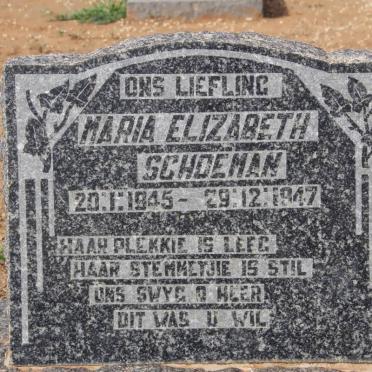 ONS LIEFLING
MARIA ELIZABETH
SCHOEMAN
20.1.1945 - 29.12.1947
HAAR PLEKKIE IS LEEG
HAAR STEMMETJIE IS STIL
ONS SWYG O HEER
DIT WAS U WIL